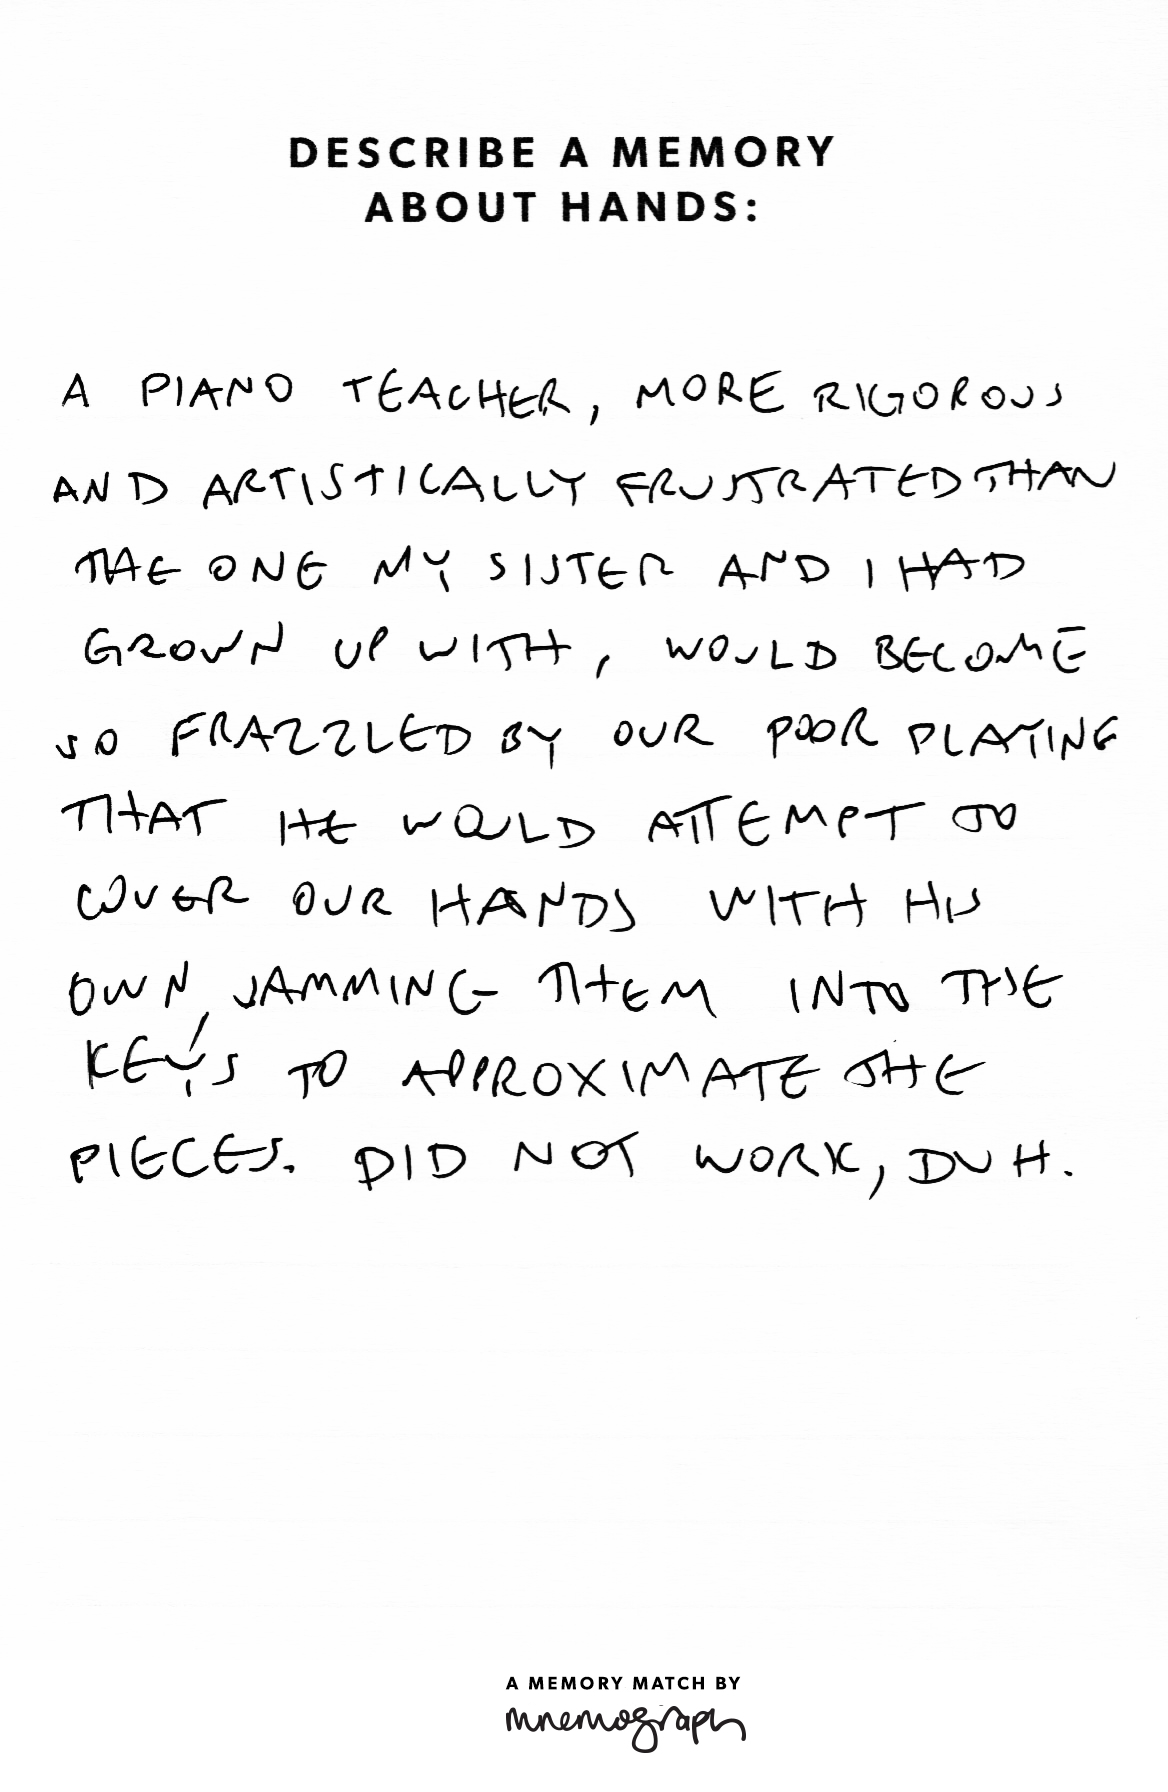 DESCRIBE A MEMORY
ABOUT HANDS:
A PIANO TEACHER, MORE RIGOROUS
AND ARTISTICALLY FRUSTRATED THAN
THE ONE MY SISTER AND I HAD
GROWN UP WITH, WOULD BECOME
SO FRAZZLED BY OUR POOR PLAYING
THAT HE WOULD ATTEMPT TO
COVER OUR HANDS WITH HIS
OWN, JAMMING THEM INTO THE
KEYS TO APPROXIMATE THE
PIECES. DID NOT WORK, DUH.
A MEMORY MATCH BY
mnemograph